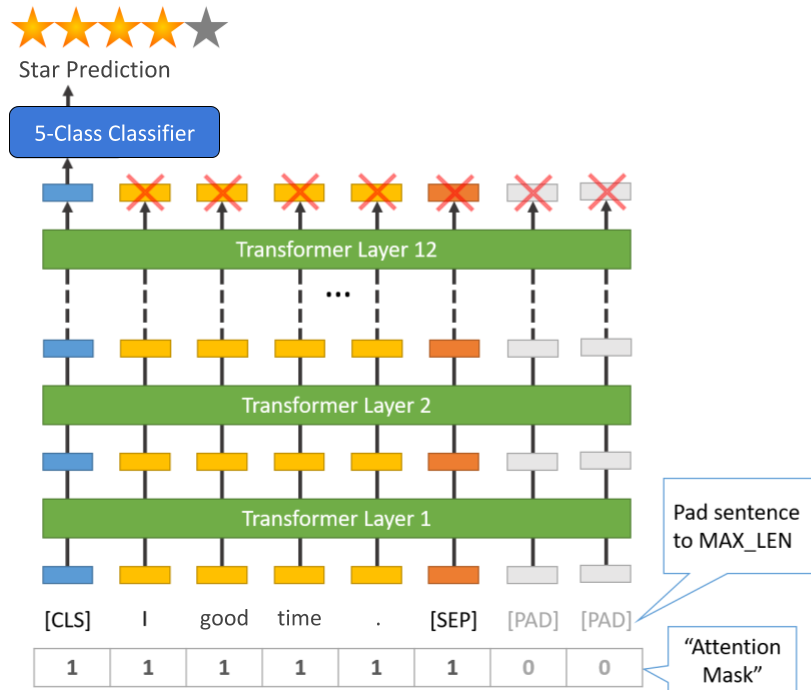 Star Prediction
5-Class Classifier
Transformer Layer 12
...
Transformer Layer 2
Transformer Layer 1
Pad sentence
to MAX_LEN
[CLS] I good time . [SEP] [PAD] [PAD]
1 1 1 1 1 1 0 0
“Attention
Mask”